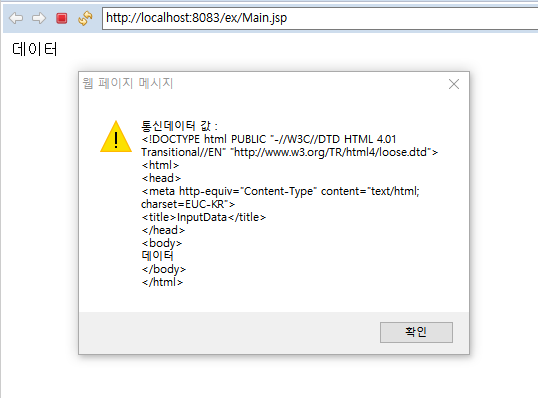 http://localhost:8083/ex/Main.jsp
데이터
웹 페이지 메시지
통신데이터 값 :
<!DOCTYPE html PUBLIC "-//W3C//DTD HTML 4.01
Transitional//EN" "http://www.w3.org/TR/html4/loose.dtd">
<html>
<head>
<meta http-equiv="Content-Type" content="text/html;
charset=EUC-KR">
<title>InputData</title>
</head>
<body>
데이터
</body>
</html>
확인